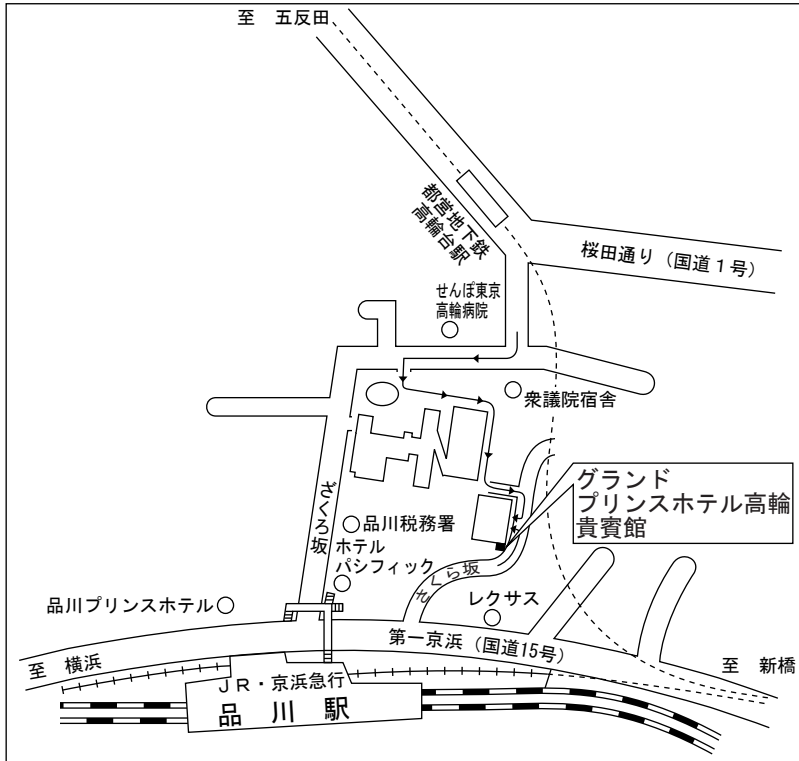 至　五反田
都営地下鉄
高輪台駅
桜田通り（国道１号）
せんぽ東京
高輪病院
衆議院宿舎
グランド
プリンスホテル高輪
貴賓館
ざくろ坂
品川税務署
ホテル
パシフィック
さくら坂
品川プリンスホテル
レクサス
第一京浜（国道15号）
至　横浜
至　新橋
ＪＲ・京浜急行
品　川　駅